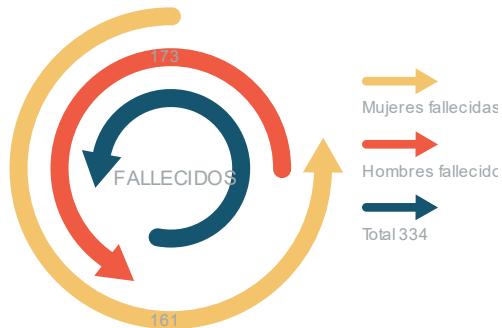 173
Mujeres fallecidas
Hombres fallecido
FALLECIDOS
Total 334
161